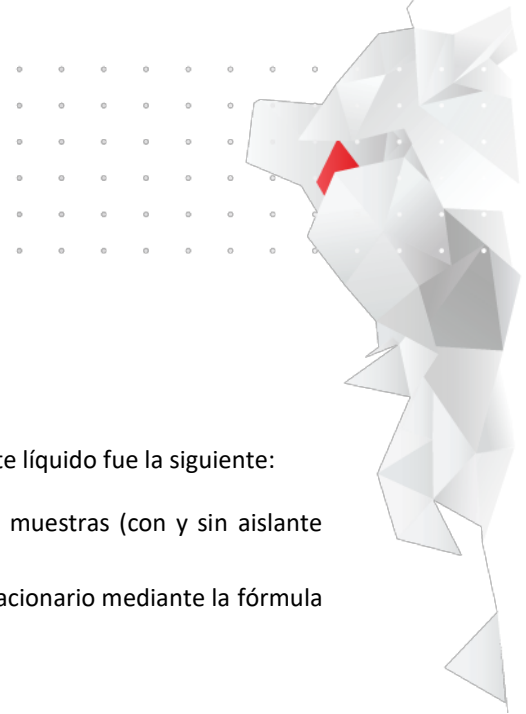 te líquido fue la siguiente:
muestras (con y sin aislante
acionario mediante la fórmula